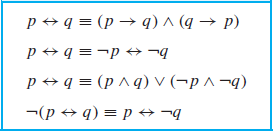 p ↔ q ≡ (p → q) ∧ (q → p)
p ↔ q ≡ ¬p ↔ ¬q
p ↔ q ≡ (p ∧ q) ∨ (¬p ∧ ¬q)
¬(p ↔ q) ≡ p ↔ ¬q